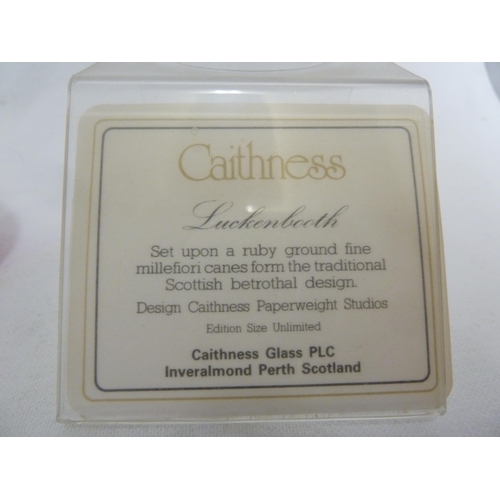 Caithness
Luckenbooth
Set upon a ruby ground fine
millefiori canes form the traditional
Scottish betrothal design.
Design Caithness Paperweight Studios
Edition Size Unlimited
Caithness Glass PLC
Inveralmond Perth Scotland